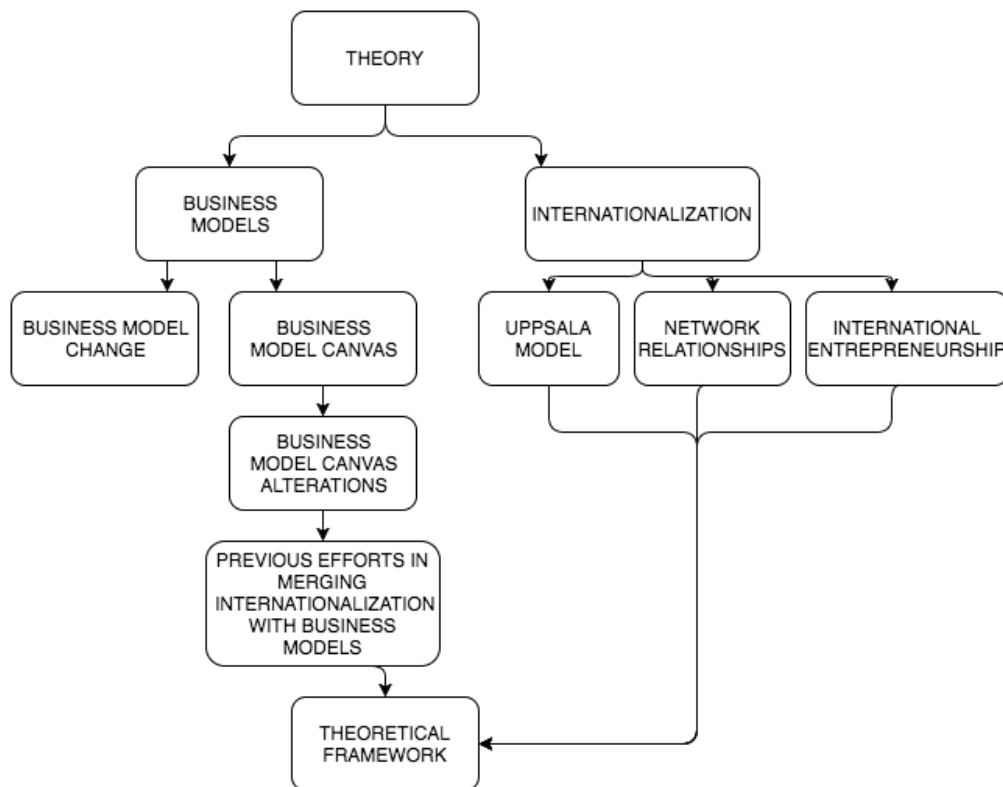 THEORY
BUSINESS
MODELS
INTERNATIONALIZATION
BUSINESS MODEL
CHANGE
BUSINESS
MODEL CANVAS
UPPSALA
MODEL
NETWORK
RELATIONSHIPS
INTERNATIONAL
ENTREPRENEURSHIP
BUSINESS
MODEL CANVAS
ALTERATIONS
PREVIOUS EFFORTS IN
MERGING
INTERNATIONALIZATION
WITH BUSINESS
MODELS
THEORETICAL
FRAMEWORK